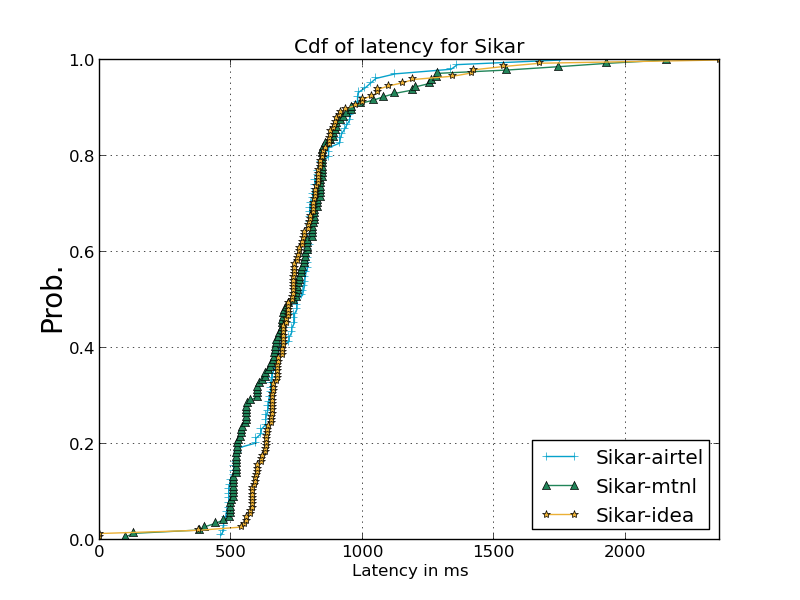 Cdf of latency for Sikar
1.0
0.8
0.6
0.4
0.2
0.0
Prob.
0
500
1000
1500
2000
Latency in ms
Sikar-airtel
Sikar-mtnl
Sikar-idea